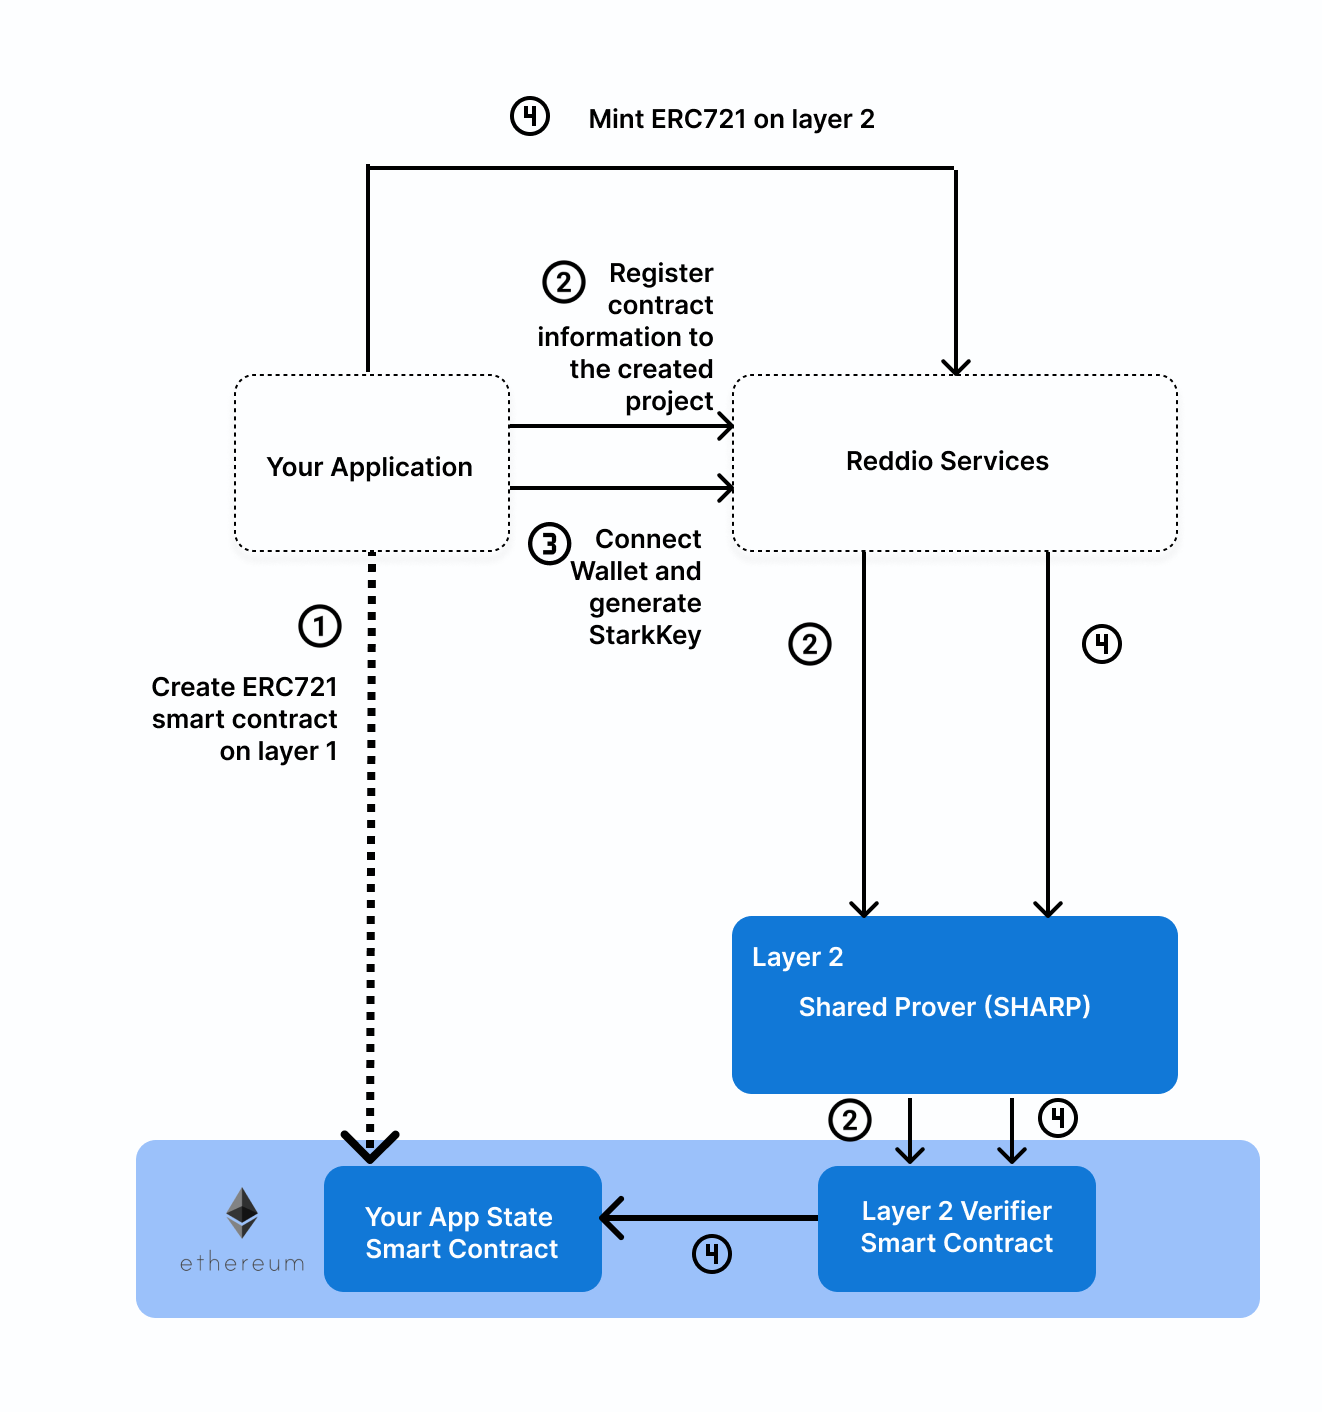 4 Mint ERC721 on layer 2
2 Register
contract
information to
the created
project
Your Application
Reddio Services
3 Connect
Wallet and
generate
StarkKey
1
Create ERC721
smart contract
on layer 1
2
4
Layer 2
Shared Prover (SHARP)
2
4
ethereum
Your App State
Smart Contract
4
Layer 2 Verifier
Smart Contract